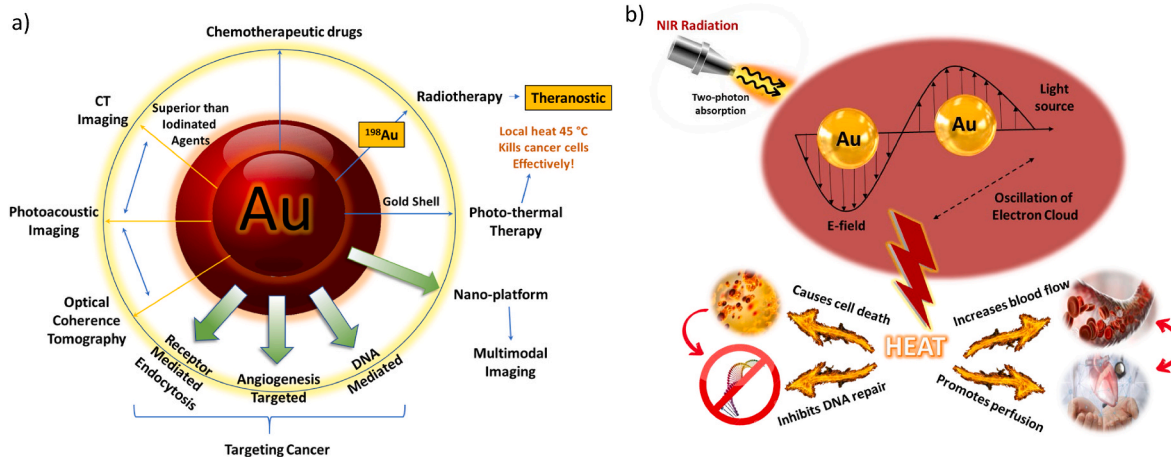 a)
Chemotherapeutic drugs
CT
Imaging
Superior than
Iodinated
Agents
198Au
Radiotherapy
Theranostic
Local heat 45 °C
Kills cancer cells
Effectively!
Photoacoustic
Imaging
Au
Gold Shell
Photo-thermal
Therapy
Optical
Coherence
Tomography
Nano-platform
Multimodal
Imaging
Receptor
Mediated
Endocytosis
Angiogenesis
Targeted
DNA
Mediated
Targeting Cancer
b)
NIR Radiation
Two-photon
absorption
Light
source
Au
Au
E-field
Oscillation of
Electron Cloud
Causes cell death
Increases blood flow
HEAT
Inhibits DNA repair
Promotes perfusion